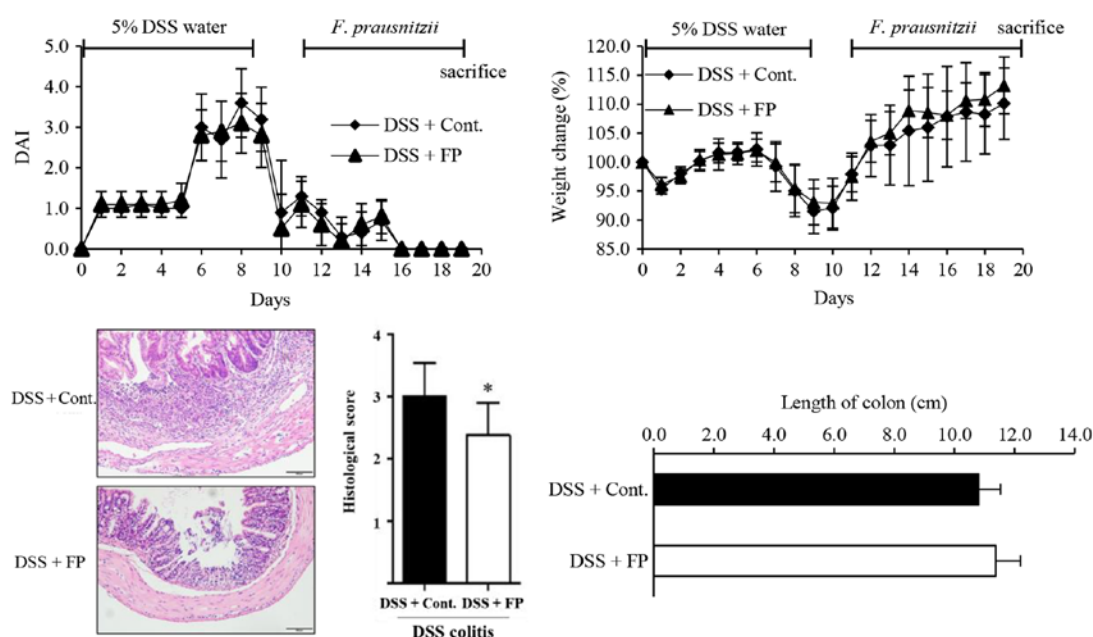 5% DSS water
F. prausnitzii
sacrifice
DAI
5.0
4.0
3.0
2.0
1.0
0.0
DSS + Cont.
DSS + FP
0 2 4 6 8 10 12 14 16 18 20
Days
5% DSS water
F. prausnitzii
sacrifice
Weight change (%)
120.0
115.0
110.0
105.0
100.0
95.0
90.0
85.0
DSS + Cont.
DSS + FP
0 2 4 6 8 10 12 14 16 18 20
Days
DSS + Cont.
DSS + FP
Histological score
4
3
2
1
*
DSS + Cont. DSS + FP
DSS colitis
Length of colon (cm)
0.0 2.0 4.0 6.0 8.0 10.0 12.0 14.0
DSS + Cont.
DSS + FP